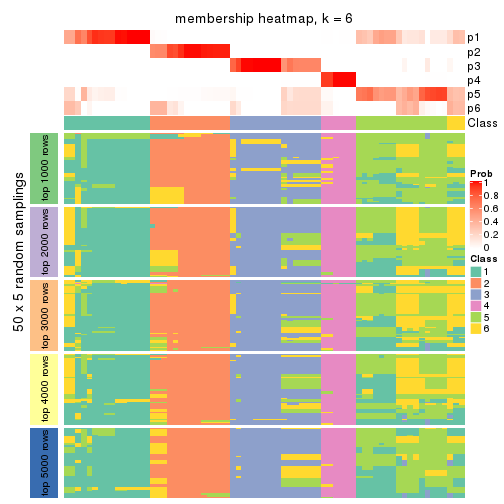 membership heatmap, k = 6
p1
p2
p3
p4
p5
p6
Class
50 x 5 random samplings
top 1000 rows
top 2000 rows
top 3000 rows
top 4000 rows
top 5000 rows
Prob
1
0.8
0.6
0.4
0.2
0
Class
1
2
3
4
5
6